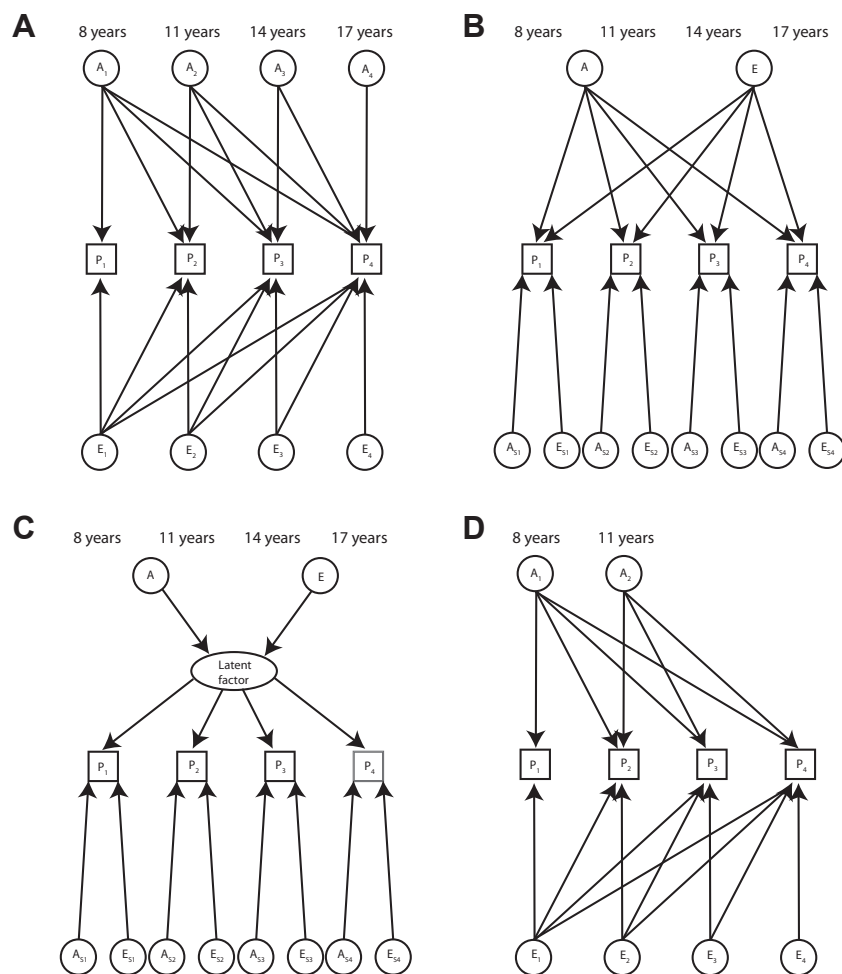 A
8 years 11 years 14 years 17 years
A1 A2 A3 A4
P1 P2 P3 P4
E1 E2 E3 E4
B
8 years 11 years 14 years 17 years
A E
P1 P2 P3 P4
AS1 ES1 AS2 ES2 AS3 ES3 AS4 ES4
C
8 years 11 years 14 years 17 years
A E
Latent
factor
P1 P2 P3 P4
AS1 ES1 AS2 ES2 AS3 ES3 AS4 ES4
D
8 years 11 years
A1 A2
P1 P2 P3 P4
E1 E2 E3 E4